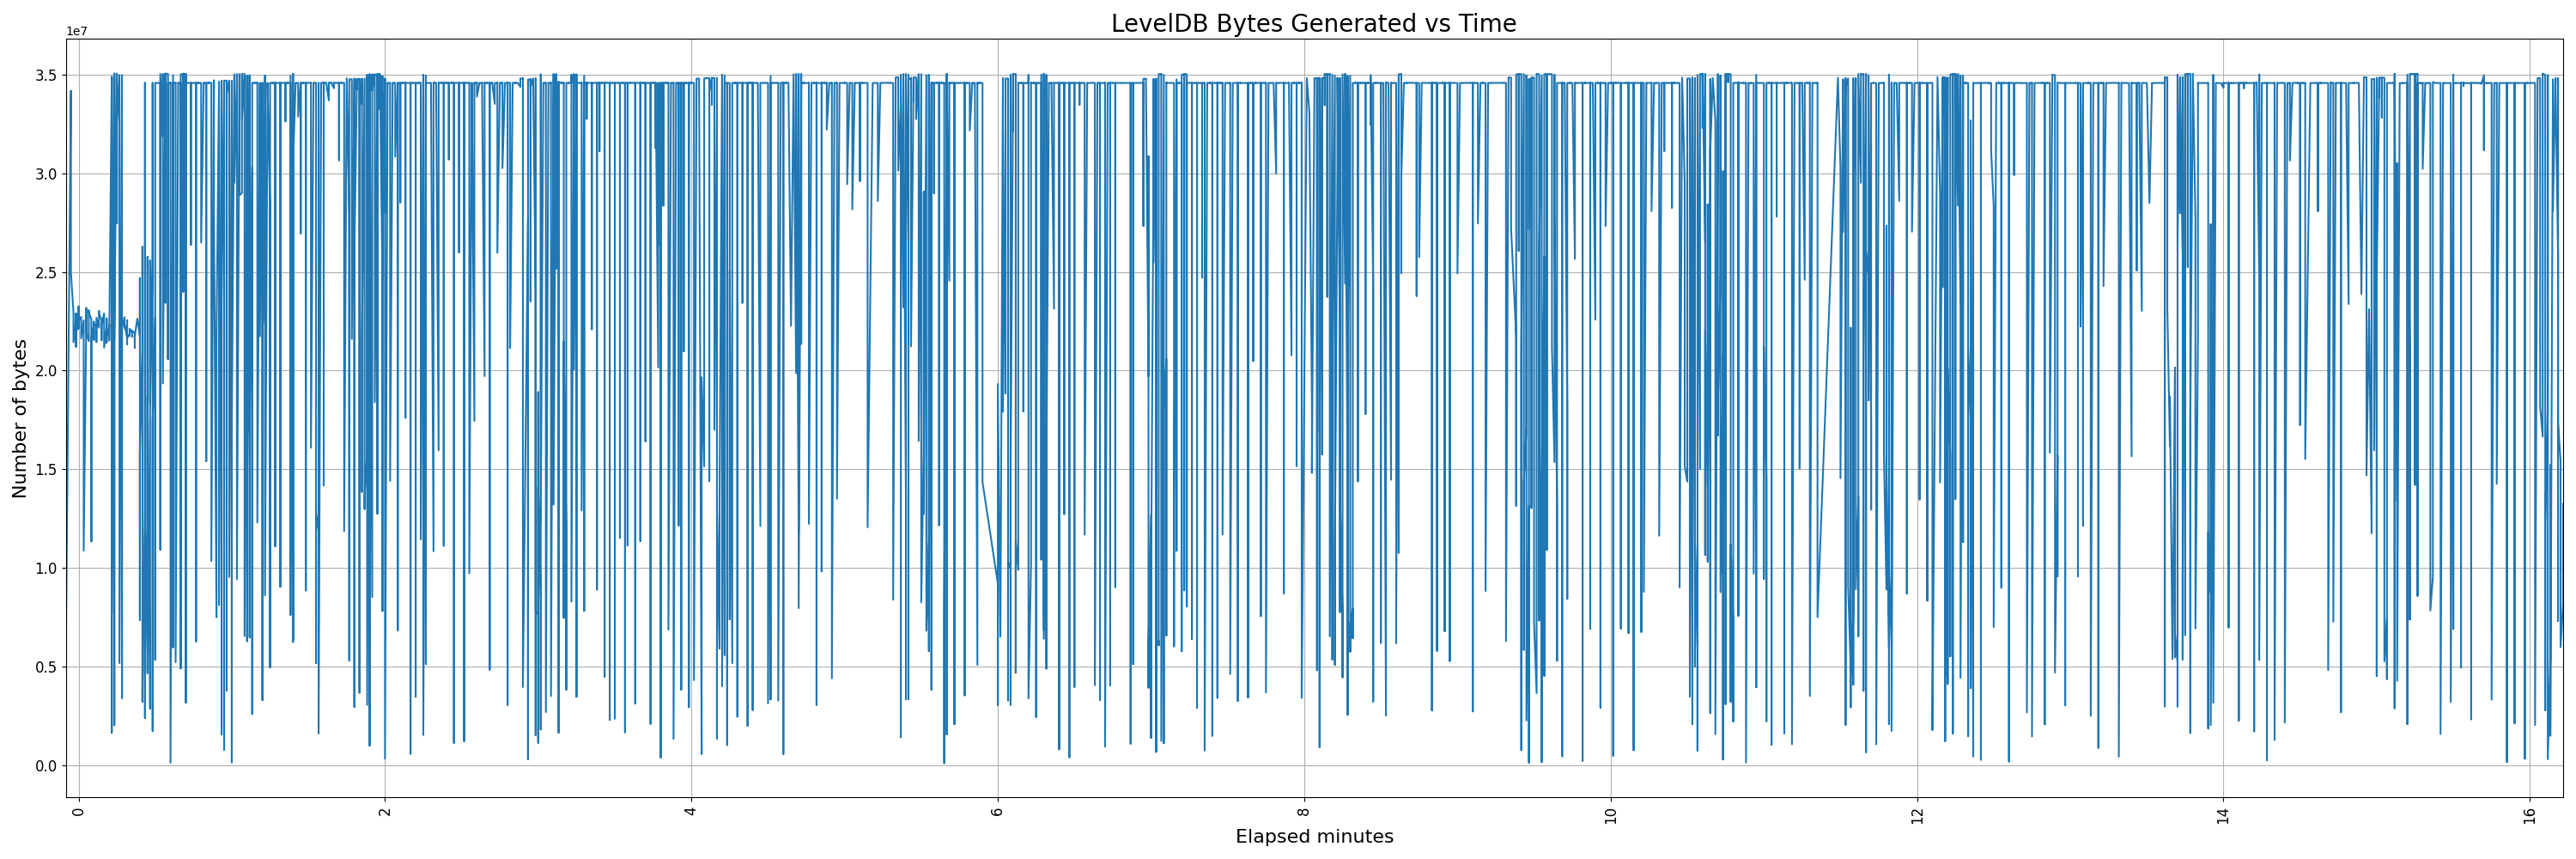 LevelDB Bytes Generated vs Time
1e7
3.5
3.0
2.5
2.0
1.5
1.0
0.5
0.0
Number of bytes
0 2 4 6 8 10 12 14 16
Elapsed minutes